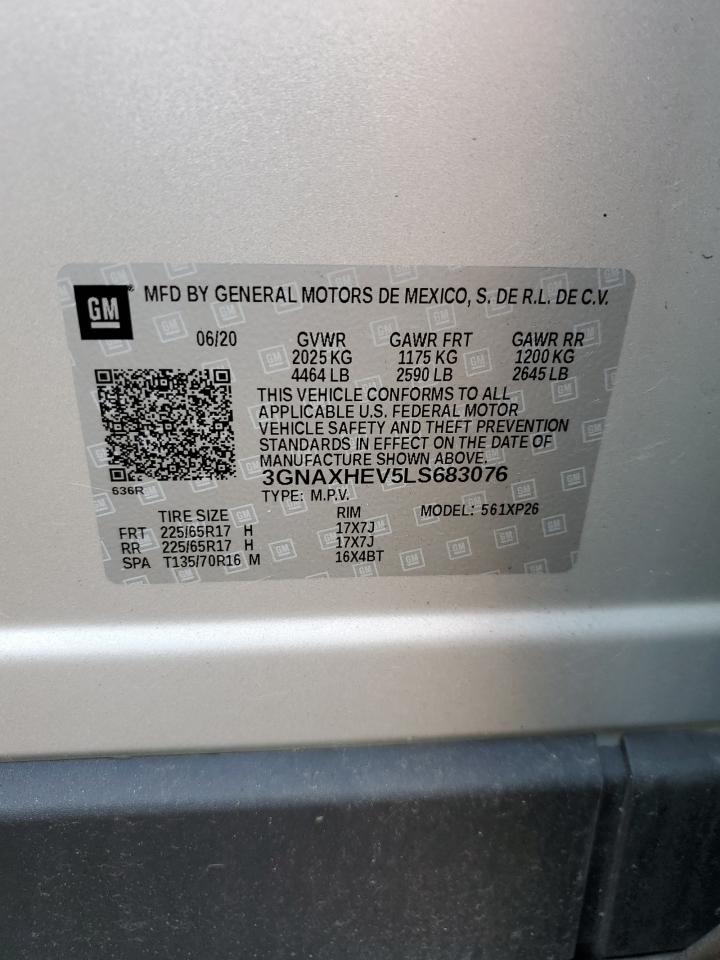 GM ® MFD BY GENERAL MOTORS DE MEXICO, S. DE R.L. DE C.V.
06/20 GVWR GAWR FRT GAWR RR
2025 KG 1175 KG 1200 KG
4464 LB 2590 LB 2645 LB
THIS VEHICLE CONFORMS TO ALL
APPLICABLE U.S. FEDERAL MOTOR
VEHICLE SAFETY AND THEFT PREVENTION
STANDARDS IN EFFECT ON THE DATE OF
MANUFACTURE SHOWN ABOVE.
3GNAXHEV5LS683076
636R
TYPE: M.P.V.
TIRE SIZE RIM MODEL: 561XP26
FRT 225/65R17 H 17X7J
RR 225/65R17 H 17X7J
SPA T135/70R16 M 16X4BT